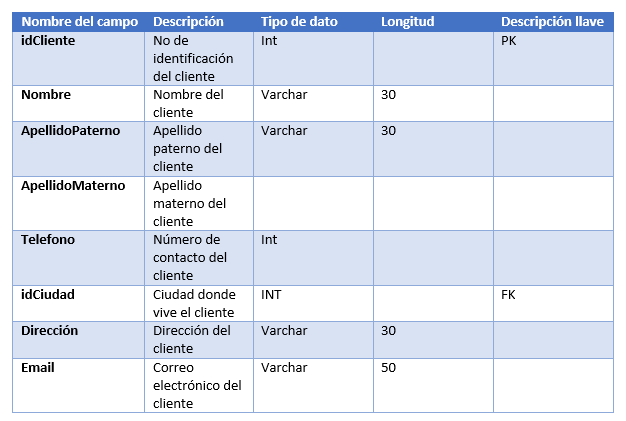 Nombre del campo Descripción Tipo de dato Longitud Descripción llave
idCliente No de Int PK
identificación
del cliente
Nombre Nombre del Varchar 30
cliente
ApellidoPaterno Apellido Varchar 30
paterno del
cliente
ApellidoMaterno Apellido
materno del
cliente
Telefono Número de Int
contacto del
cliente
idCiudad Ciudad donde INT FK
vive el cliente
Dirección Dirección del Varchar 30
cliente
Email Correo Varchar 50
electrónico del
cliente